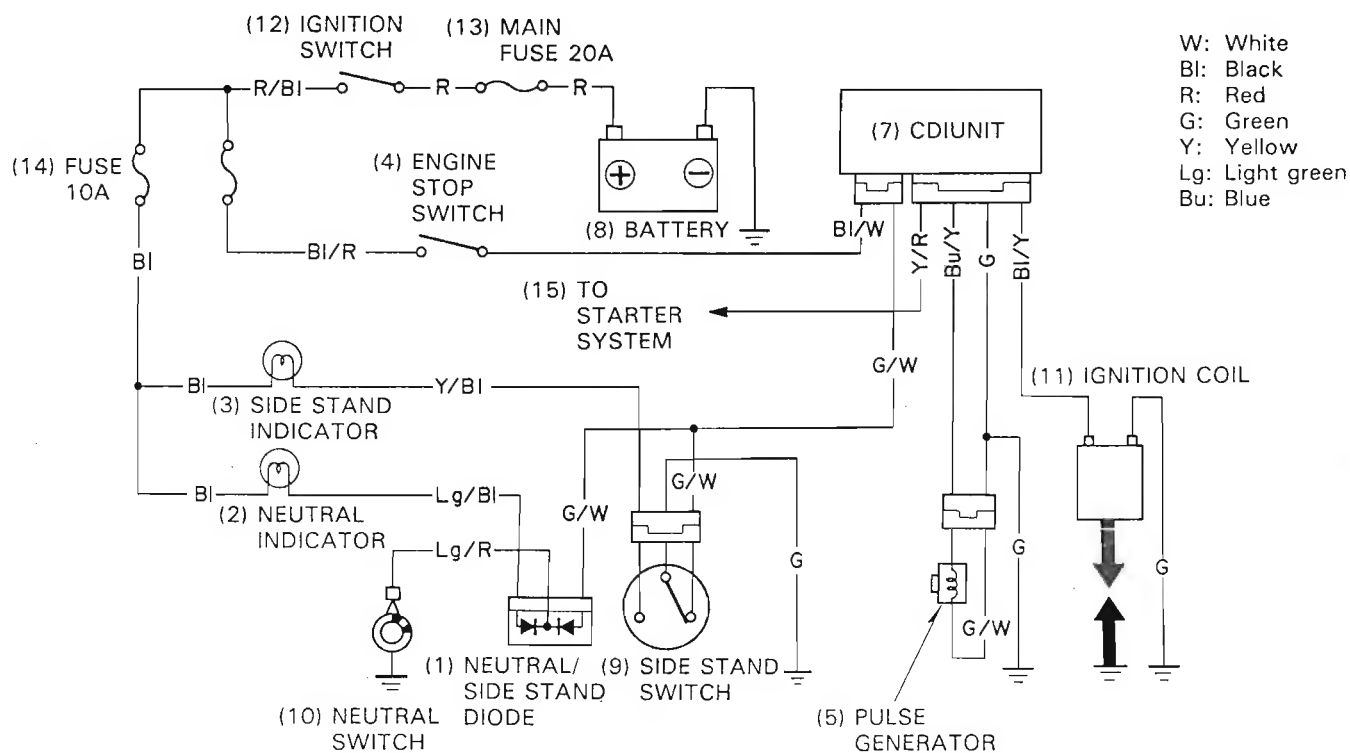 (12) IGNITION
SWITCH
(13) MAIN
FUSE 20A
W: White
Bl: Black
R: Red
G: Green
Y: Yellow
Lg: Light green
Bu: Blue
R/Bl
R
R
(7) CDIUNIT
(14) FUSE
10A
(4) ENGINE
STOP
SWITCH
(8) BATTERY
Bl
Bl/R
Bl/W
Y/R
Bu/Y
G
Bl/Y
(15) TO
STARTER
SYSTEM
G/W
(11) IGNITION COIL
Bl
Y/Bl
(3) SIDE STAND
INDICATOR
Bl
Lg/Bl
(2) NEUTRAL
INDICATOR
G/W
G/W
Lg/R
G
G
G
G/W
(1) NEUTRAL/
SIDE STAND
DIODE
(9) SIDE STAND
SWITCH
(10) NEUTRAL
SWITCH
(5) PULSE
GENERATOR